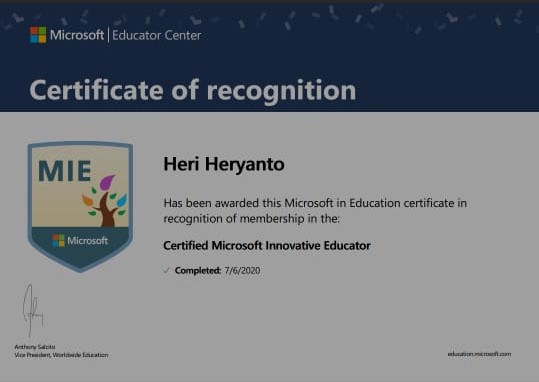 Microsoft | Educator Center
Certificate of recognition
MIE
Microsoft
Heri Heryanto
Has been awarded this Microsoft in Education certificate in
recognition of membership in the:
Certified Microsoft Innovative Educator
✓ Completed: 7/6/2020
Anthony Salcito
Vice President, Worldwide Education
education.microsoft.com